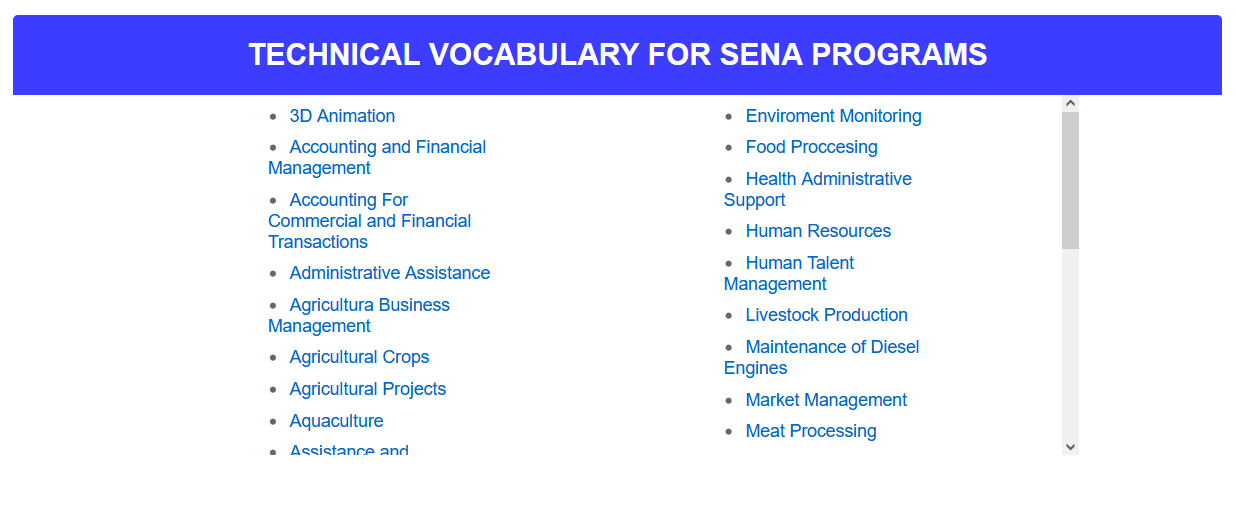 TECHNICAL VOCABULARY FOR SENA PROGRAMS
3D Animation
Accounting and Financial
Management
Accounting For
Commercial and Financial
Transactions
Administrative Assistance
Agricultura Business
Management
Agricultural Crops
Agricultural Projects
Aquaculture
Assistance and
Enviroment Monitoring
Food Proccesing
Health Administrative
Support
Human Resources
Human Talent
Management
Livestock Production
Maintenance of Diesel
Engines
Market Management
Meat Processing